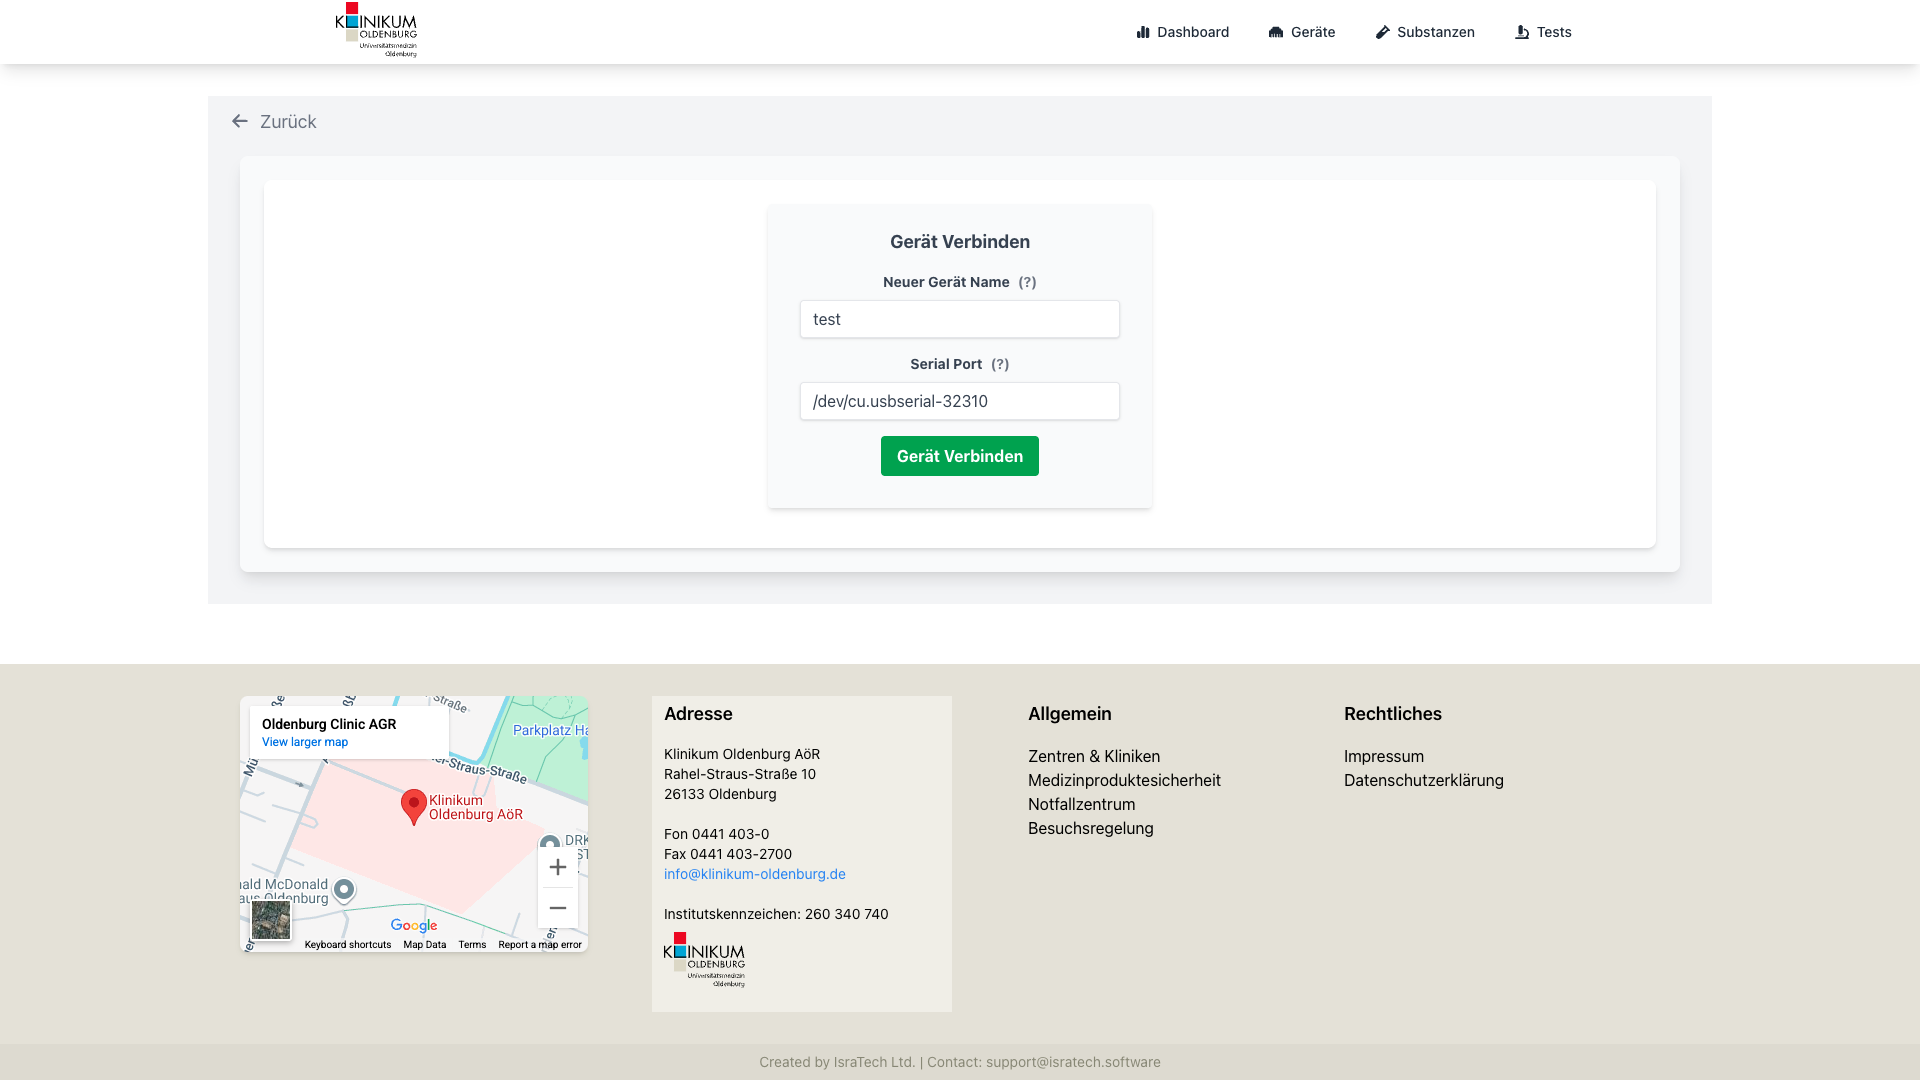 KLINIKUM
OLDENBURG
Universitätsmedizin
Oldenburg
Dashboard
Geräte
Substanzen
Tests
Zurück
Gerät Verbinden
Neuer Gerät Name (?)
test
Serial Port (?)
/dev/cu.usbserial-32310
Gerät Verbinden
Oldenburg Clinic AGR
View larger map
Straße
Parkplatz Ha
el-Straus-Straße
Mü
Klinikum
Oldenburg AöR
DRK
ST
ald McDonald
aus Oldenburg
Google
Keyboard shortcuts
Map Data
Terms
Report a map error
Adresse
Klinikum Oldenburg AöR
Rahel-Straus-Straße 10
26133 Oldenburg
Fon 0441 403-0
Fax 0441 403-2700
info@klinikum-oldenburg.de
Institutskennzeichen: 260 340 740
KLINIKUM
OLDENBURG
Universitätsmedizin
Oldenburg
Allgemein
Zentren & Kliniken
Medizinproduktesicherheit
Notfallzentrum
Besuchsregelung
Rechtliches
Impressum
Datenschutzerklärung
Created by IsraTech Ltd. | Contact: support@isratech.software